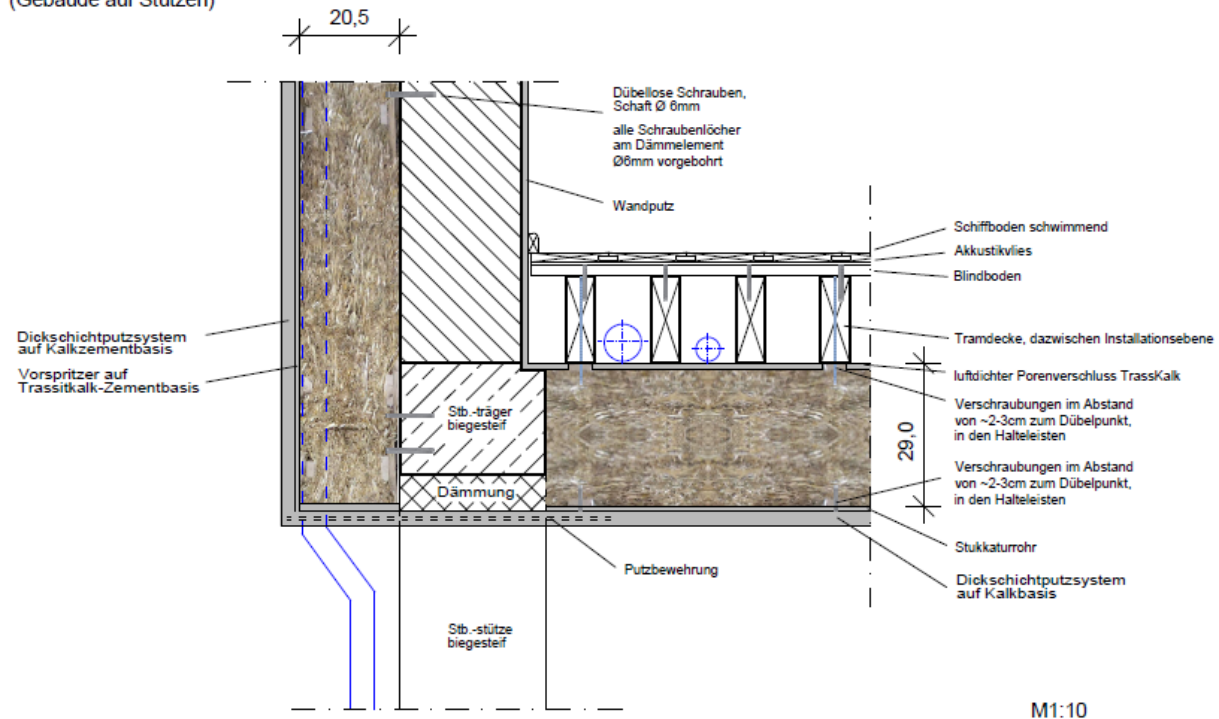 (Gebäude auf Stützen)
20,5
Dübellose Schrauben,
Schaft Ø 6mm
alle Schraubenlöcher
am Dämmelement
Ø6mm vorgebohrt
Wandputz
Schiffboden schwimmend
Akkustikvlies
Blindboden
Tramdecke, dazwischen Installationsebene
luftdichter Porenverschluss TrassKalk
Verschraubungen im Abstand
von ~2-3cm zum Dübelpunkt,
in den Halteleisten
29,0
Verschraubungen im Abstand
von ~2-3cm zum Dübelpunkt,
in den Halteleisten
Stukkaturrohr
Dickschichtputzsystem
auf Kalkbasis
Dickschichtputzsystem
auf Kalkzementbasis
Vorspritzer auf
Trassitkalk-Zementbasis
Stb.-träger
biegesteif
Dämmung
Putzbewehrung
Stb.-stütze
biegesteif
M1:10